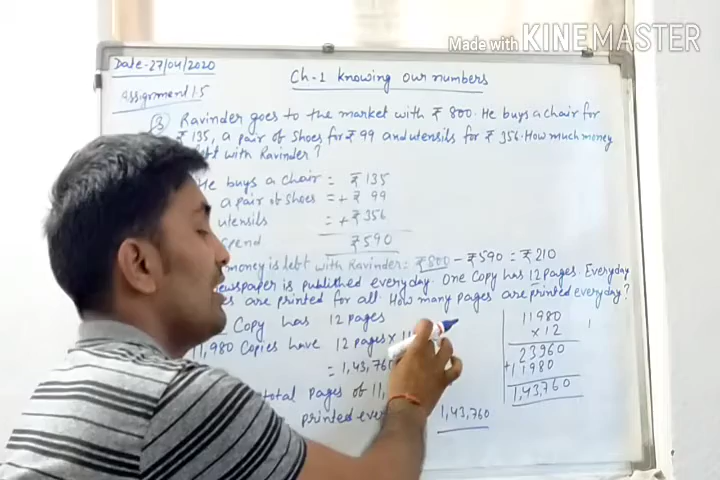 Made with KINEMASTER
Date-27/04/2020
Ch-1 Knowing our numbers
Assignment 1.5
3 Ravinder goes to the market with ₹ 800. He buys a chair for
₹ 135, a pair of shoes for ₹ 99 and utensils for ₹ 356. How much money
with Ravinder?
He buys a chair = ₹ 135
a pair of shoes = + ₹ 99
utensils = + ₹ 356
₹ 590
money is left with Ravinder = ₹800 - ₹590 = ₹210
newspaper is published everyday. One Copy has 12 pages. Everyday
are printed for all. How many pages are printed everyday?
Copy has 12 pages
11,980 Copies have 12 pages x 11
= 1,43,760
total pages of 11,
printed 1,43,760
11980
x 12
23960
+11980
1,43,760